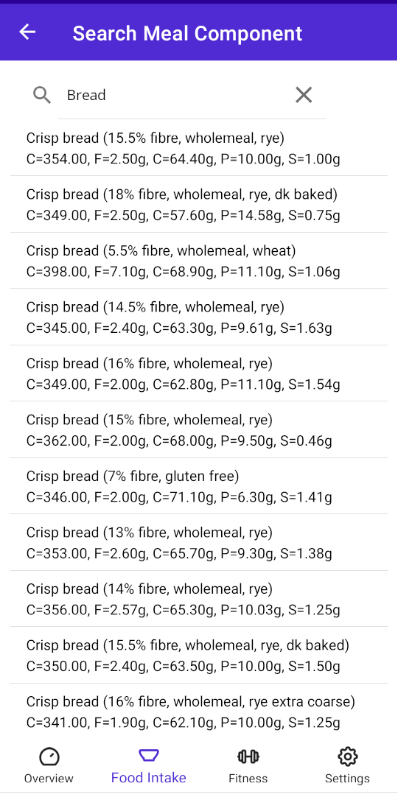 Search Meal Component
Bread
Crisp bread (15.5% fibre, wholemeal, rye)
C=354.00, F=2.50g, C=64.40g, P=10.00g, S=1.00g
Crisp bread (18% fibre, wholemeal, rye, dk baked)
C=349.00, F=2.50g, C=57.60g, P=14.58g, S=0.75g
Crisp bread (5.5% fibre, wholemeal, wheat)
C=398.00, F=7.10g, C=68.90g, P=11.10g, S=1.06g
Crisp bread (14.5% fibre, wholemeal, rye)
C=345.00, F=2.40g, C=63.30g, P=9.61g, S=1.63g
Crisp bread (16% fibre, wholemeal, rye)
C=349.00, F=2.00g, C=62.80g, P=11.10g, S=1.54g
Crisp bread (15% fibre, wholemeal, rye)
C=362.00, F=2.00g, C=68.00g, P=9.50g, S=0.46g
Crisp bread (7% fibre, gluten free)
C=346.00, F=2.00g, C=71.10g, P=6.30g, S=1.41g
Crisp bread (13% fibre, wholemeal, rye)
C=353.00, F=2.60g, C=65.70g, P=9.30g, S=1.38g
Crisp bread (14% fibre, wholemeal, rye)
C=356.00, F=2.57g, C=65.30g, P=10.03g, S=1.25g
Crisp bread (15.5% fibre, wholemeal, rye, dk baked)
C=350.00, F=2.40g, C=63.50g, P=10.00g, S=1.50g
Crisp bread (16% fibre, wholemeal, rye extra coarse)
C=341.00, F=1.90g, C=62.10g, P=10.00g, S=1.25g
Overview Food Intake Fitness Settings